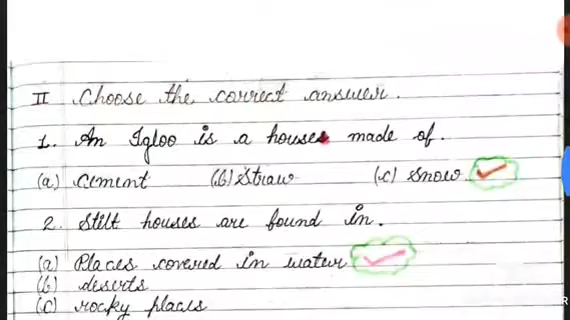 II Choose the correct answer.
1. An Igloo is a house made of.
(a) Cement (b) Straw (c) Snow
2. Stilt houses are found in.
(a) Places covered in water
(b) deserts
(c) rocky places
R